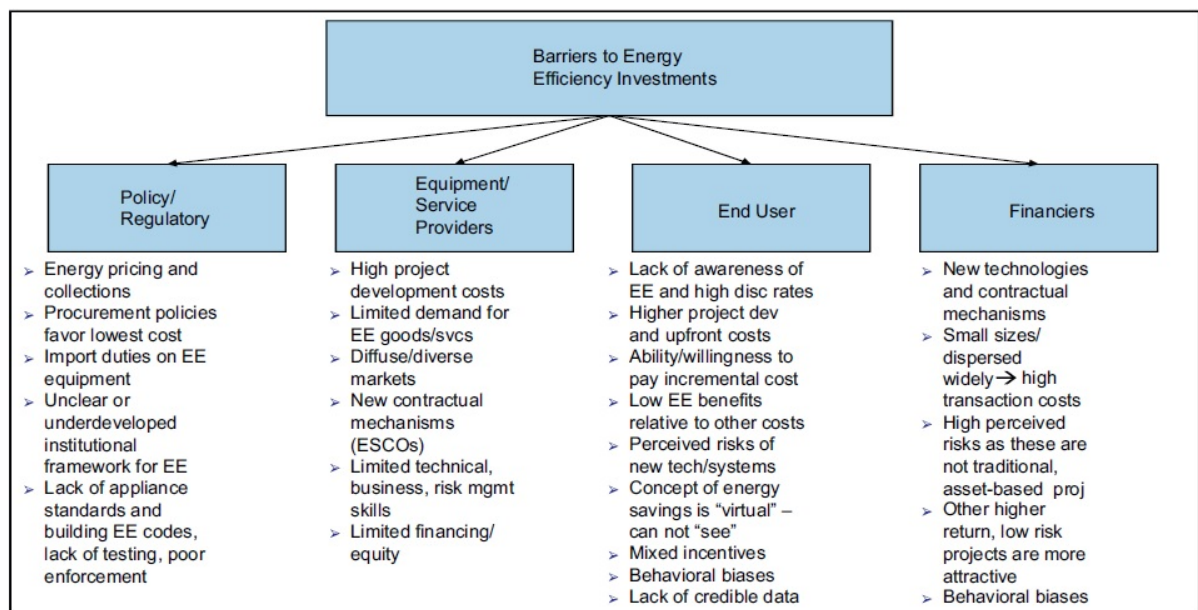 Barriers to Energy
Efficiency Investments
Policy/
Regulatory
➢ Energy pricing and
collections
➢ Procurement policies
favor lowest cost
➢ Import duties on EE
equipment
➢ Unclear or
underdeveloped
institutional
framework for EE
➢ Lack of appliance
standards and
building EE codes,
lack of testing, poor
enforcement
Equipment/
Service
Providers
➢ High project
development costs
➢ Limited demand for
EE goods/svcs
➢ Diffuse/diverse
markets
➢ New contractual
mechanisms
(ESCOs)
➢ Limited technical,
business, risk mgmt
skills
➢ Limited financing/
equity
End User
➢ Lack of awareness of
EE and high disc rates
➢ Higher project dev
and upfront costs
➢ Ability/willingness to
pay incremental cost
➢ Low EE benefits
relative to other costs
➢ Perceived risks of
new tech/systems
➢ Concept of energy
savings is “virtual” –
can not “see”
➢ Mixed incentives
➢ Behavioral biases
➢ Lack of credible data
Financiers
➢ New technologies
and contractual
mechanisms
➢ Small sizes/
dispersed
widely→ high
transaction costs
➢ High perceived
risks as these are
not traditional,
asset-based proj
➢ Other higher
return, low risk
projects are more
attractive
➢ Behavioral biases